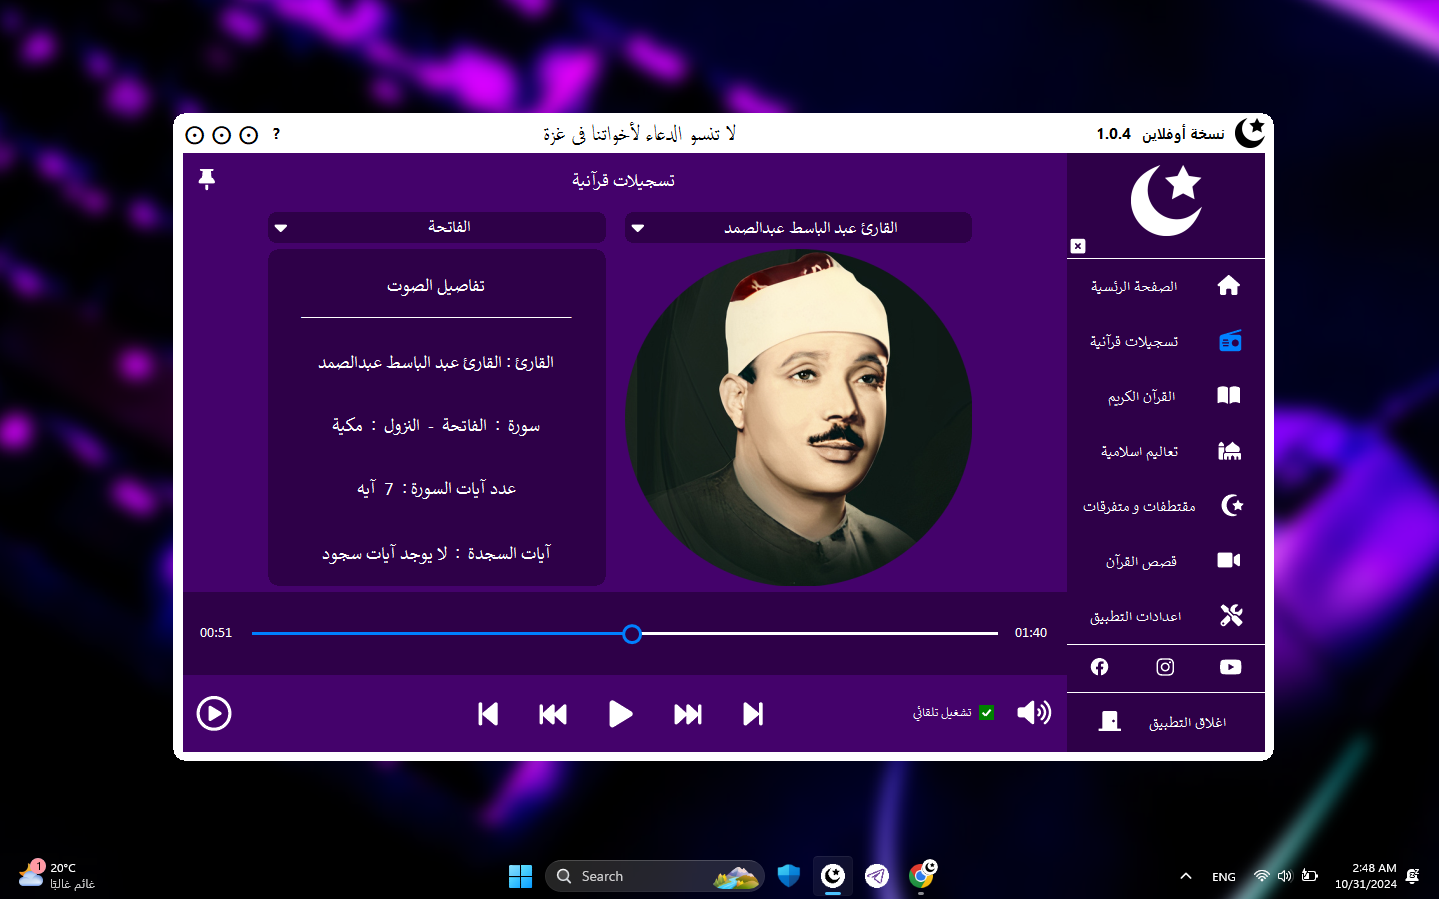 نسخة أوفلاين 1.0.4
لا تنسو الدعاء لأخواتنا في غزة
?
تسجيلات قرآنية
القارئ عبد الباسط عبدالصمد
الفاتحة
تفاصيل الصوت
القارئ : القارئ عبد الباسط عبدالصمد
سورة : الفاتحة - النزول : مكية
عدد آيات السورة : 7 آيه
آيات السجدة : لا يوجد آيات سجود
الصفحة الرئسية
تسجيلات قرآنية
القرآن الكريم
تعاليم اسلامية
مقتطفات و متفرقات
قصص القرآن
اعدادات التطبيق
اغلاق التطبيق
00:51
01:40
تشغيل تلقائي
1
20°C
غائم غالبًا
Search
ENG
2:48 AM
10/31/2024